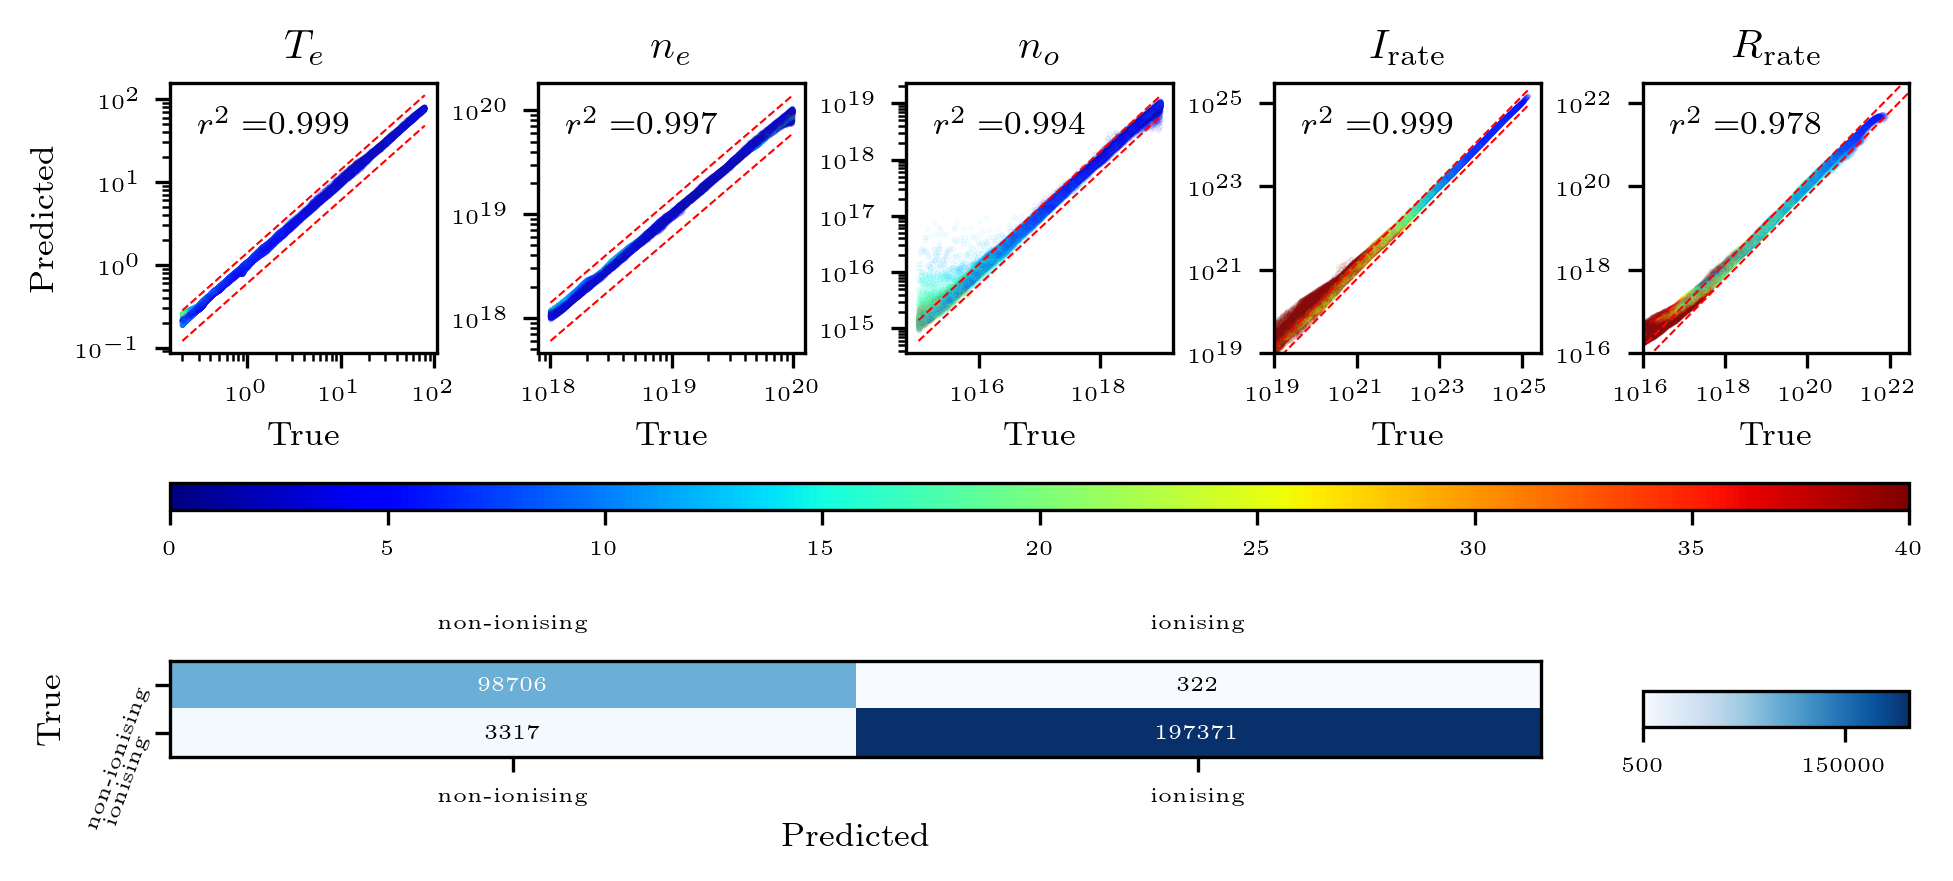 T_e n_e n_o I_rate R_rate
r² =0.999 r² =0.997 r² =0.994 r² =0.999 r² =0.978
Predicted
10² 10¹ 10⁰ 10⁻¹
10⁰ 10¹ 10²
True
10²⁰ 10¹⁹ 10¹⁸
10¹⁸ 10¹⁹ 10²⁰
True
10¹⁹ 10¹⁸ 10¹⁷ 10¹⁶ 10¹⁵
10¹⁶ 10¹⁸
True
10²⁵ 10²³ 10²¹ 10¹⁹
10¹⁹ 10²¹ 10²³ 10²⁵
True
10²² 10²⁰ 10¹⁸ 10¹⁶
10¹⁶ 10¹⁸ 10²⁰ 10²²
True
0 5 10 15 20 25 30 35 40
non-ionising ionising
True
non-ionising
ionising
98706 322
3317 197371
non-ionising ionising
Predicted
500 150000